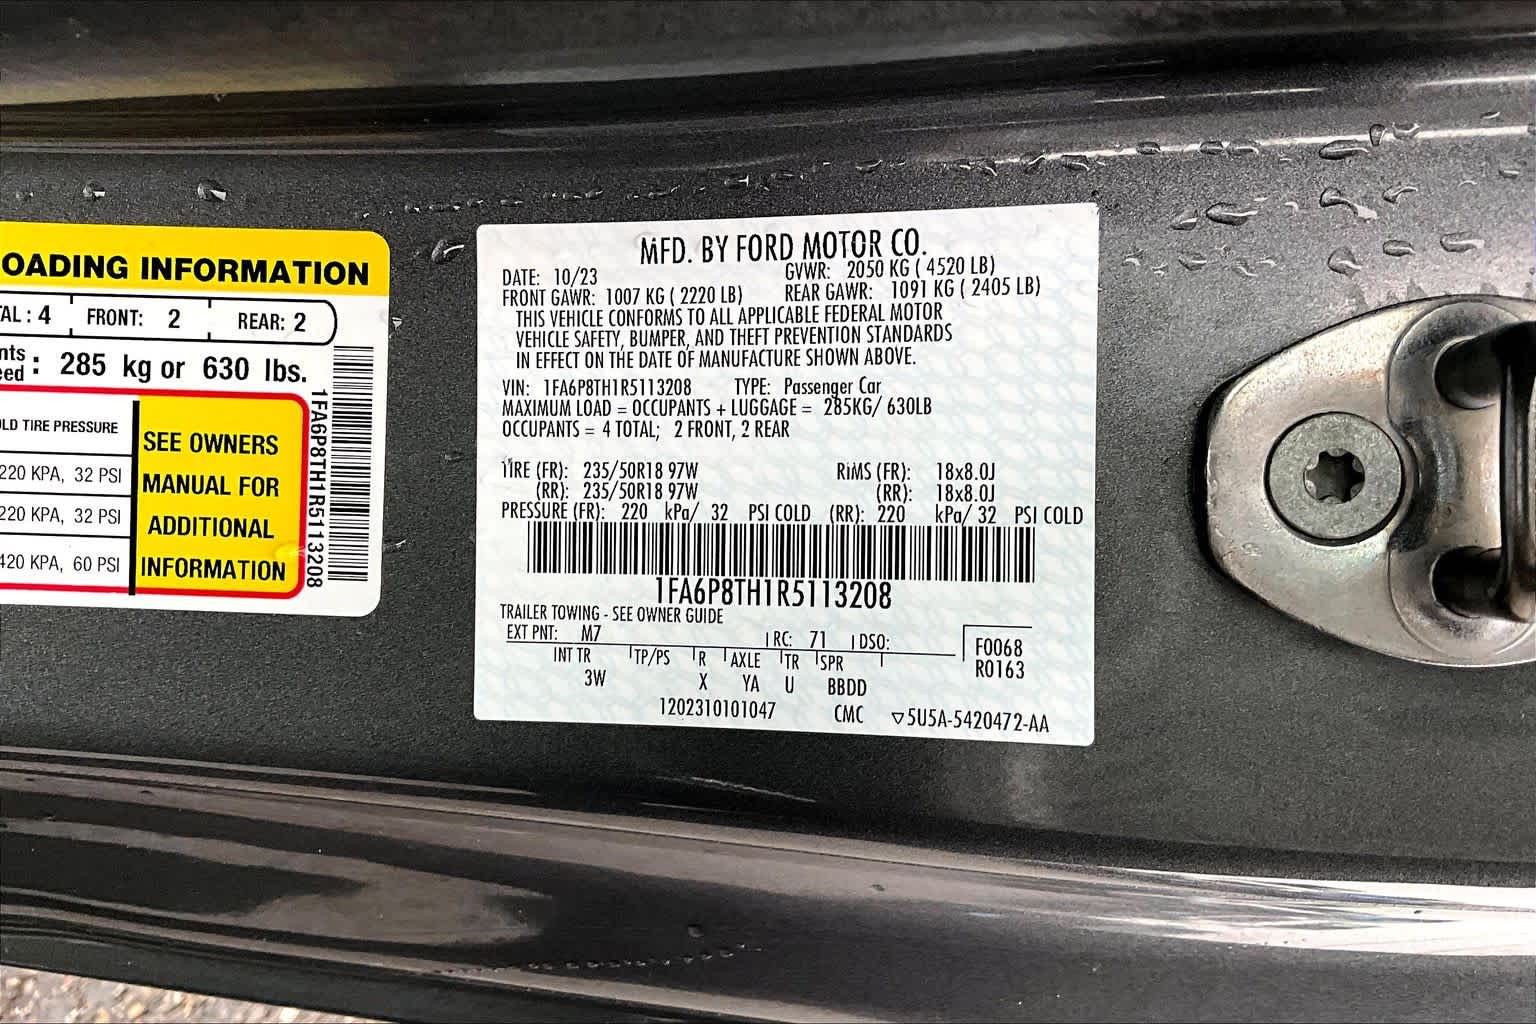 OADING INFORMATION
TAL : 4 FRONT: 2 REAR: 2
nts
eed : 285 kg or 630 lbs.
LD TIRE PRESSURE
220 KPA, 32 PSI
220 KPA, 32 PSI
420 KPA, 60 PSI
SEE OWNERS
MANUAL FOR
ADDITIONAL
INFORMATION
1FA6P8TH1R5113208
MFD. BY FORD MOTOR CO.
DATE: 10/23 GVWR: 2050 KG ( 4520 LB)
FRONT GAWR: 1007 KG ( 2220 LB) REAR GAWR: 1091 KG ( 2405 LB)
THIS VEHICLE CONFORMS TO ALL APPLICABLE FEDERAL MOTOR
VEHICLE SAFETY, BUMPER, AND THEFT PREVENTION STANDARDS
IN EFFECT ON THE DATE OF MANUFACTURE SHOWN ABOVE.
VIN: 1FA6P8TH1R5113208 TYPE: Passenger Car
MAXIMUM LOAD = OCCUPANTS + LUGGAGE = 285KG/ 630LB
OCCUPANTS = 4 TOTAL; 2 FRONT, 2 REAR
TIRE (FR): 235/50R18 97W RIMS (FR): 18x8.0J
(RR): 235/50R18 97W (RR): 18x8.0J
PRESSURE (FR): 220 kPa/ 32 PSI COLD (RR): 220 kPa/ 32 PSI COLD
1FA6P8TH1R5113208
TRAILER TOWING - SEE OWNER GUIDE
EXT PNT: M7 RC: 71 DSO: F0068
INT TR TP/PS R AXLE TR SPR R0163
3W X YA U BBDD
1202310101047 CMC ▽5U5A-5420472-AA